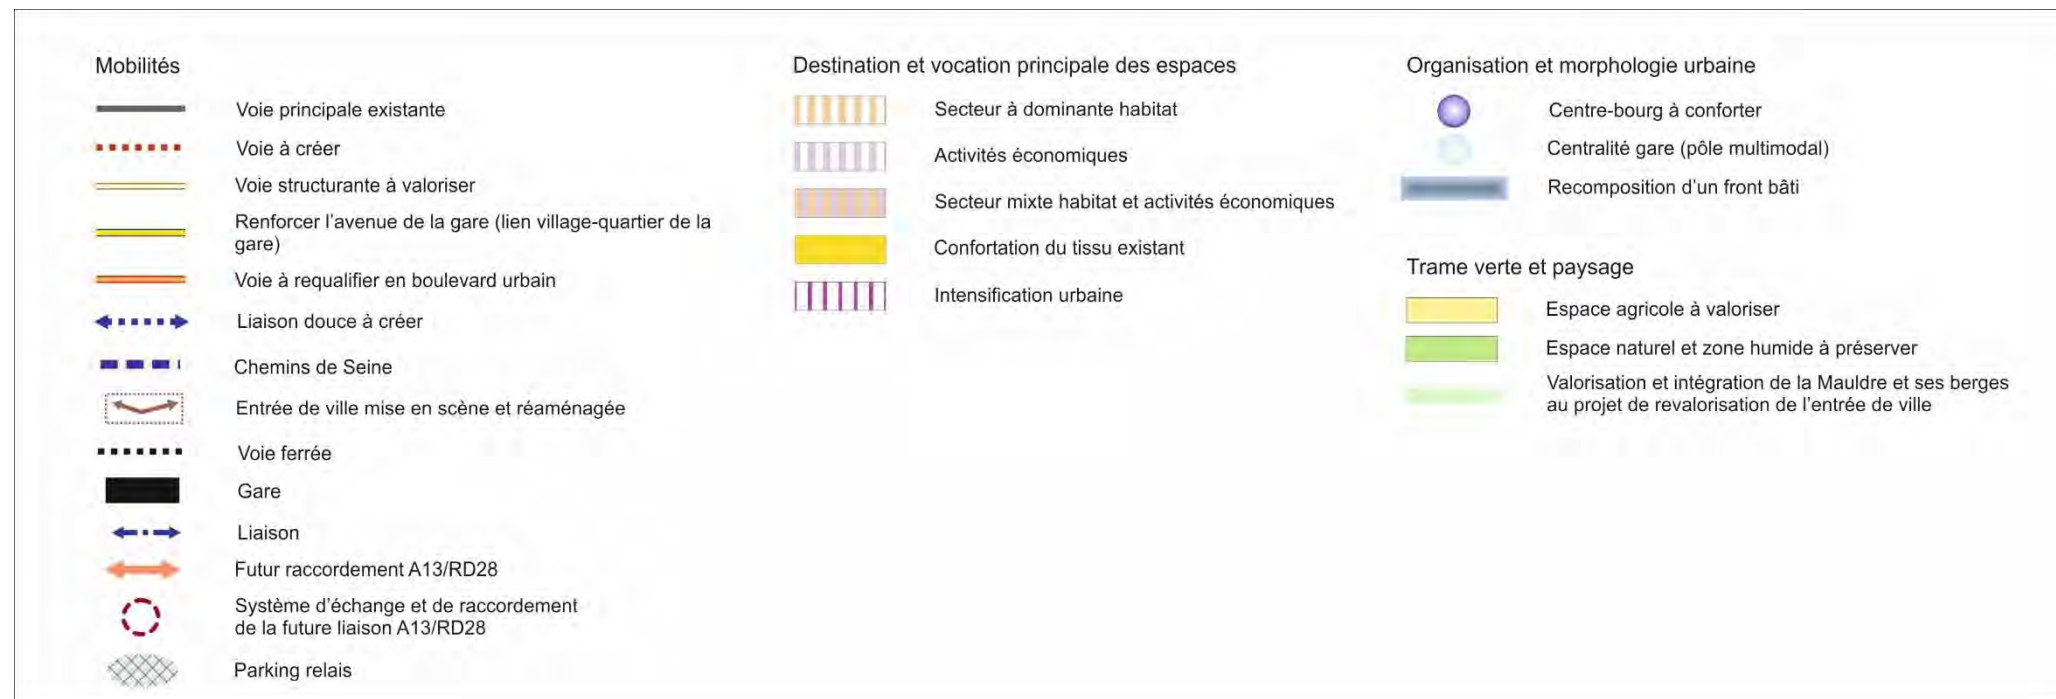 Mobilités
Voie principale existante
Voie à créer
Voie structurante à valoriser
Renforcer l'avenue de la gare (lien village-quartier de la
gare)
Voie à requalifier en boulevard urbain
Liaison douce à créer
Chemins de Seine
Entrée de ville mise en scène et réaménagée
Voie ferrée
Gare
Liaison
Futur raccordement A13/RD28
Système d'échange et de raccordement
de la future liaison A13/RD28
Parking relais
Destination et vocation principale des espaces
Secteur à dominante habitat
Activités économiques
Secteur mixte habitat et activités économiques
Confortation du tissu existant
Intensification urbaine
Organisation et morphologie urbaine
Centre-bourg à conforter
Centralité gare (pôle multimodal)
Recomposition d'un front bâti
Trame verte et paysage
Espace agricole à valoriser
Espace naturel et zone humide à préserver
Valorisation et intégration de la Mauldre et ses berges
au projet de revalorisation de l'entrée de ville